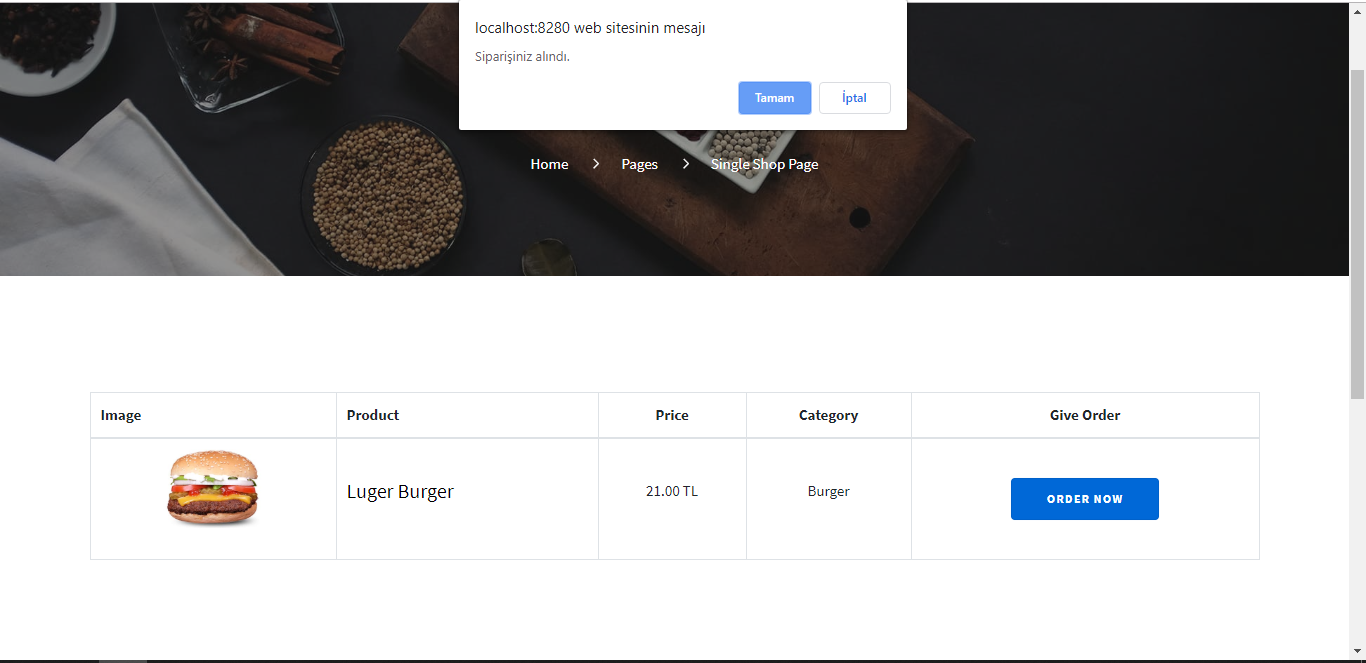 localhost:8280 web sitesinin mesajı
Siparişiniz alındı.
Tamam İptal
Home Pages Single Shop Page
Image Product Price Category Give Order
Luger Burger 21.00 TL Burger ORDER NOW